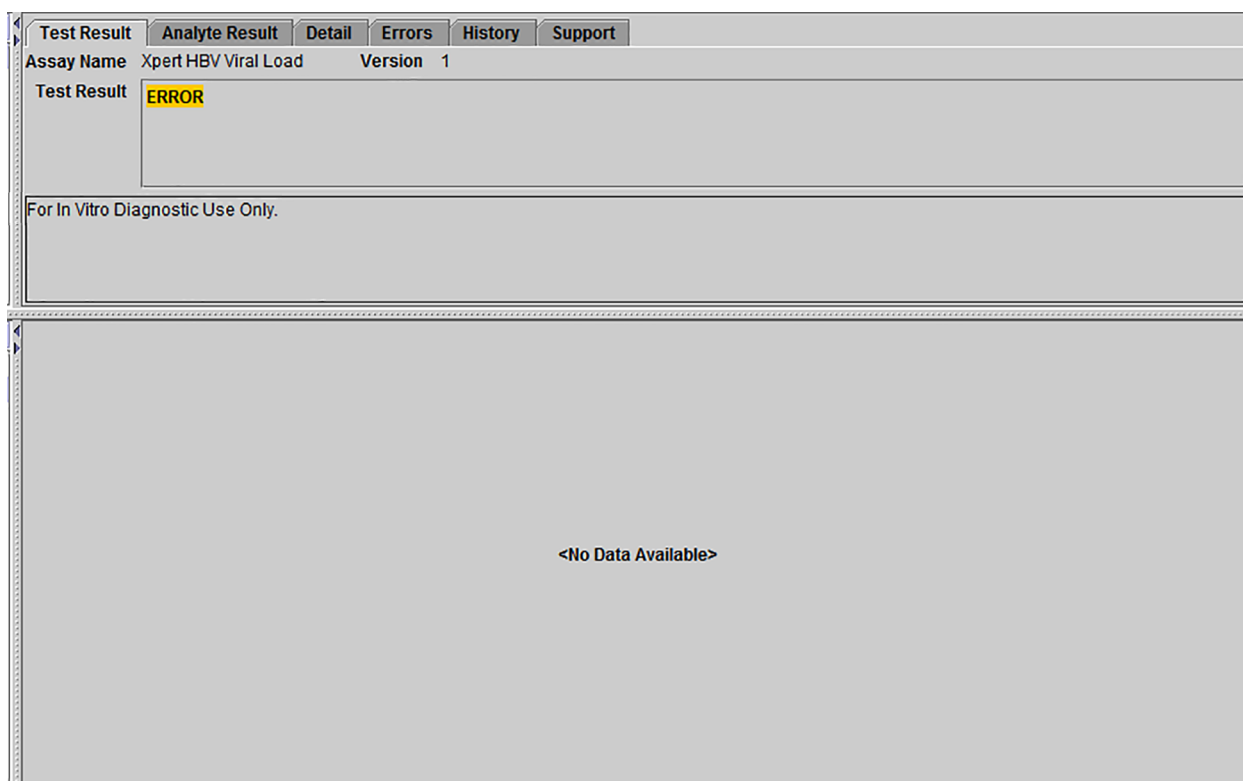 Test Result Analyte Result Detail Errors History Support
Assay Name Xpert HBV Viral Load Version 1
Test Result ERROR
For In Vitro Diagnostic Use Only.
<No Data Available>